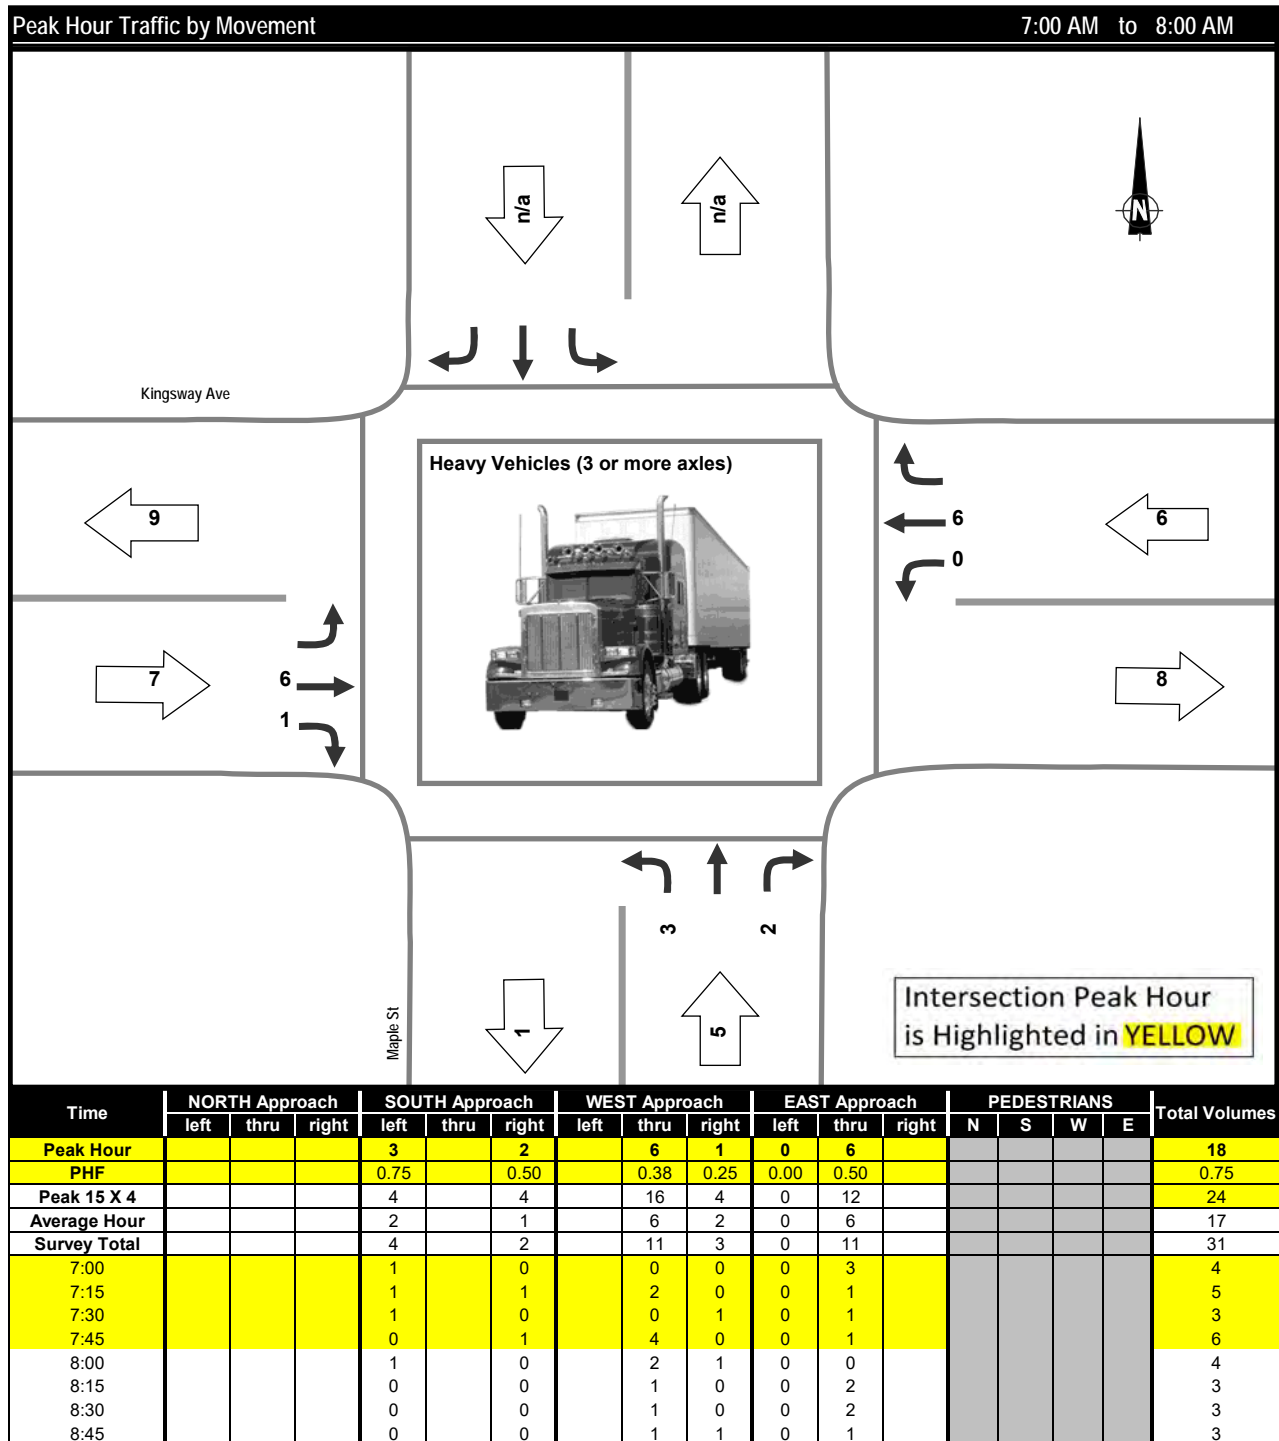 Peak Hour Traffic by Movement 7:00 AM to 8:00 AM
n/a n/a
N
Kingsway Ave
Heavy Vehicles (3 or more axles)
9 6 6
0
7 6 8
1
3 2
Maple St
1 5
Intersection Peak Hour
is Highlighted in YELLOW
Time NORTH Approach SOUTH Approach WEST Approach EAST Approach PEDESTRIANS Total Volumes
left thru right left thru right left thru right left thru right N S W E
Peak Hour 3 2 6 1 0 6 18
PHF 0.75 0.50 0.38 0.25 0.00 0.50 0.75
Peak 15 X 4 4 4 16 4 0 12 24
Average Hour 2 1 6 2 0 6 17
Survey Total 4 2 11 3 0 11 31
7:00 1 0 0 0 0 3 4
7:15 1 1 2 0 0 1 5
7:30 1 0 0 1 0 1 3
7:45 0 1 4 0 0 1 6
8:00 1 0 2 1 0 0 4
8:15 0 0 1 0 0 2 3
8:30 0 0 1 0 0 2 3
8:45 0 0 1 1 0 1 3